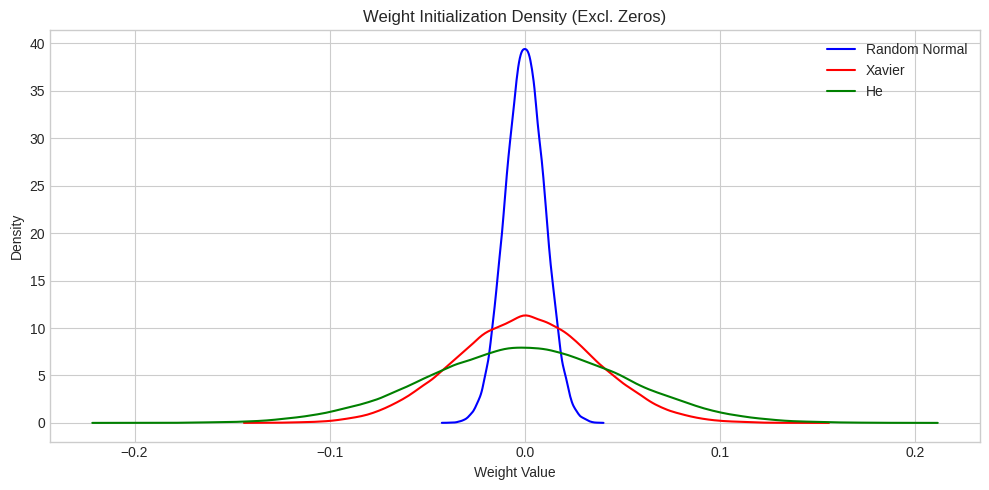 Weight Initialization Density (Excl. Zeros)
Random Normal
Xavier
He
Density
40
35
30
25
20
15
10
5
0
−0.2
−0.1
0.0
0.1
0.2
Weight Value